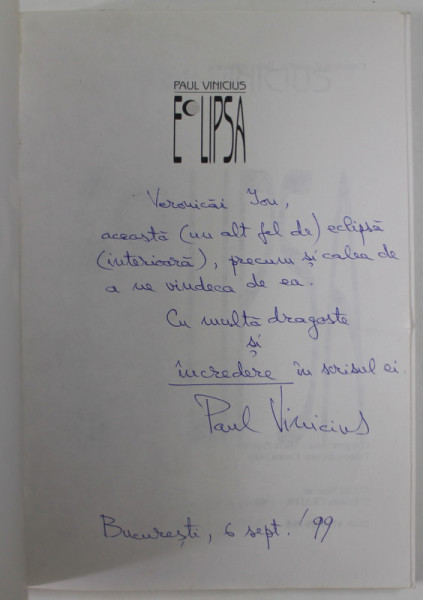 PAUL VINICIUS
ECLIPSA
Veronicăi Ion,
această (un alt fel de) eclipsă
(interioară), precum și calea de
a ne vindeca de ea.
Cu multă dragoste
și
încredere în scrisul ei.
Paul Vinicius
București, 6 sept. '99